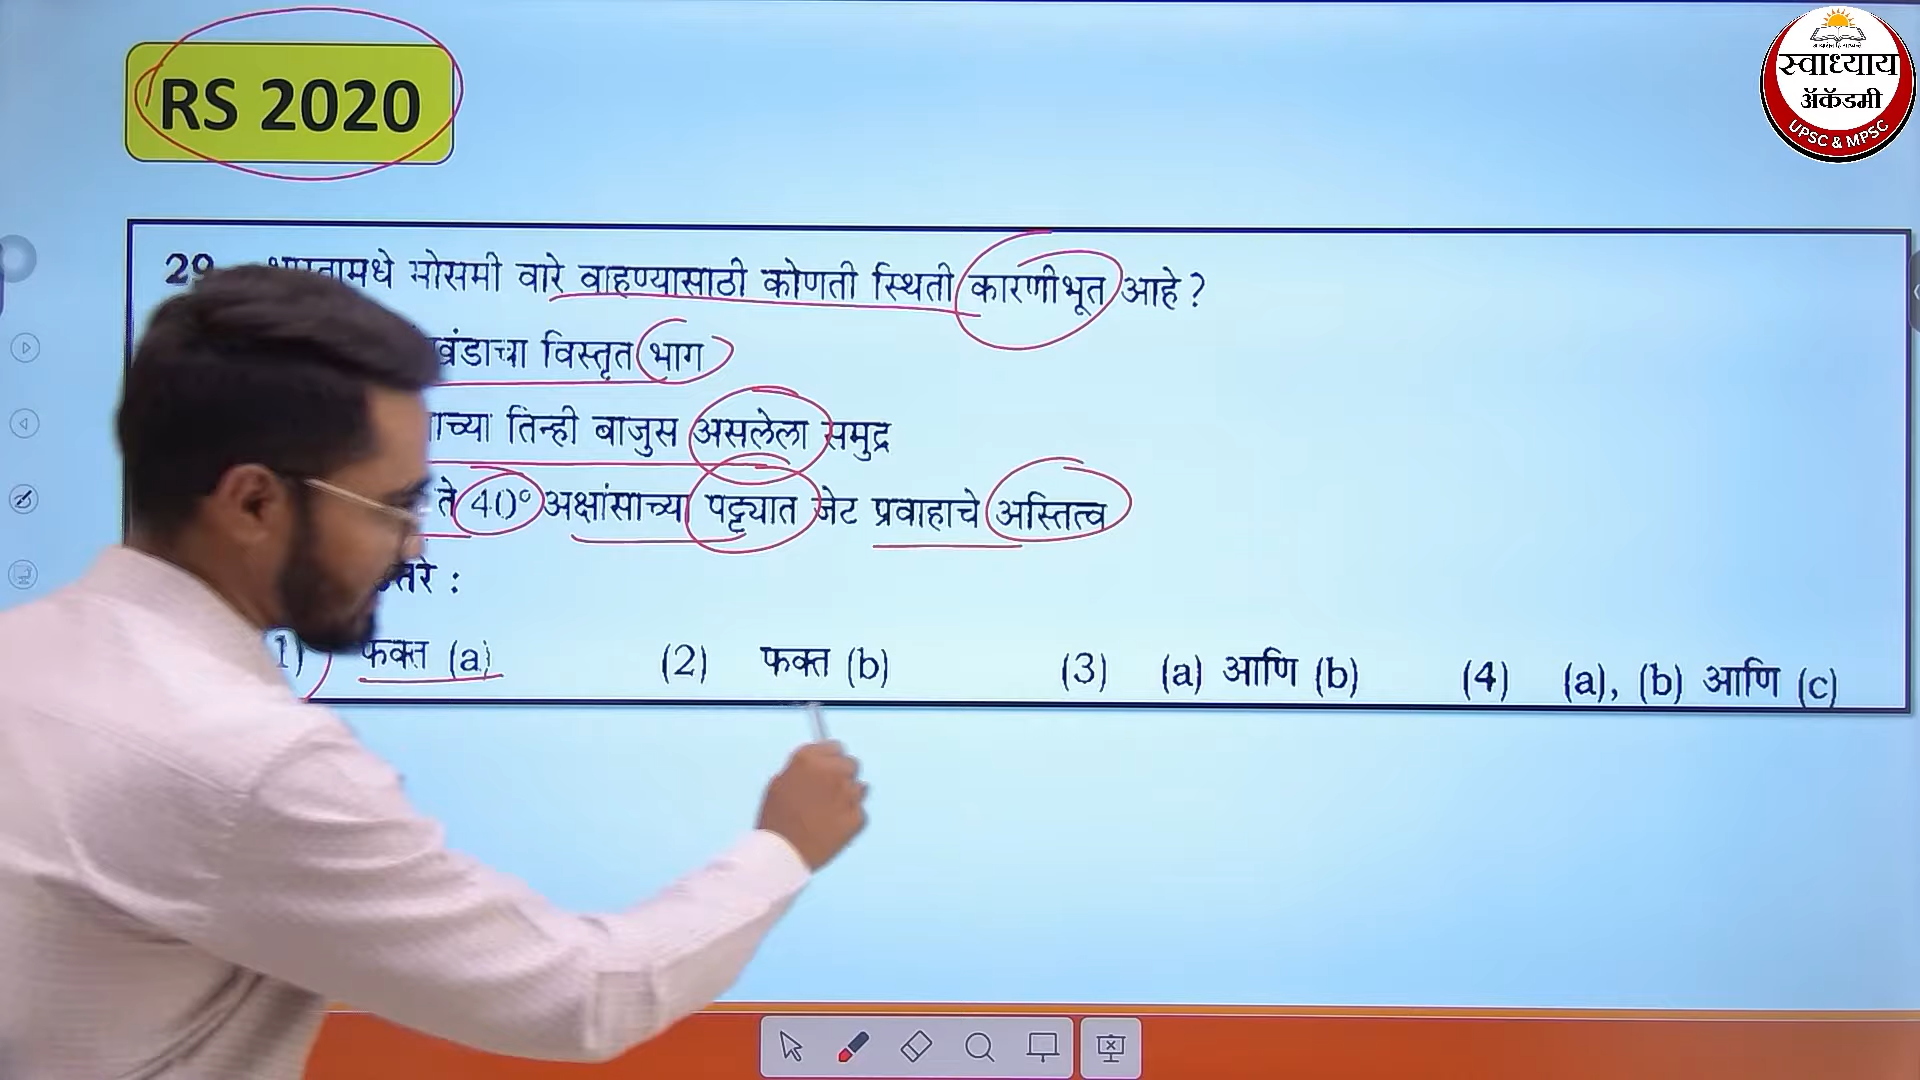 RS 2020
स्वाध्याय
ॲकॅडमी
UPSC & MPSC
29 मोसमी वारे वाहण्यासाठी कोणती स्थिती कारणीभूत आहे?
विस्तृत भाग
तिन्ही बाजुस असलेला समुद्र
ते 40° अक्षांसाच्या पट्ट्यात जेट प्रवाहाचे अस्तित्व
:
1) फक्त (a) (2) फक्त (b) (3) (a) आणि (b) (4) (a), (b) आणि (c)